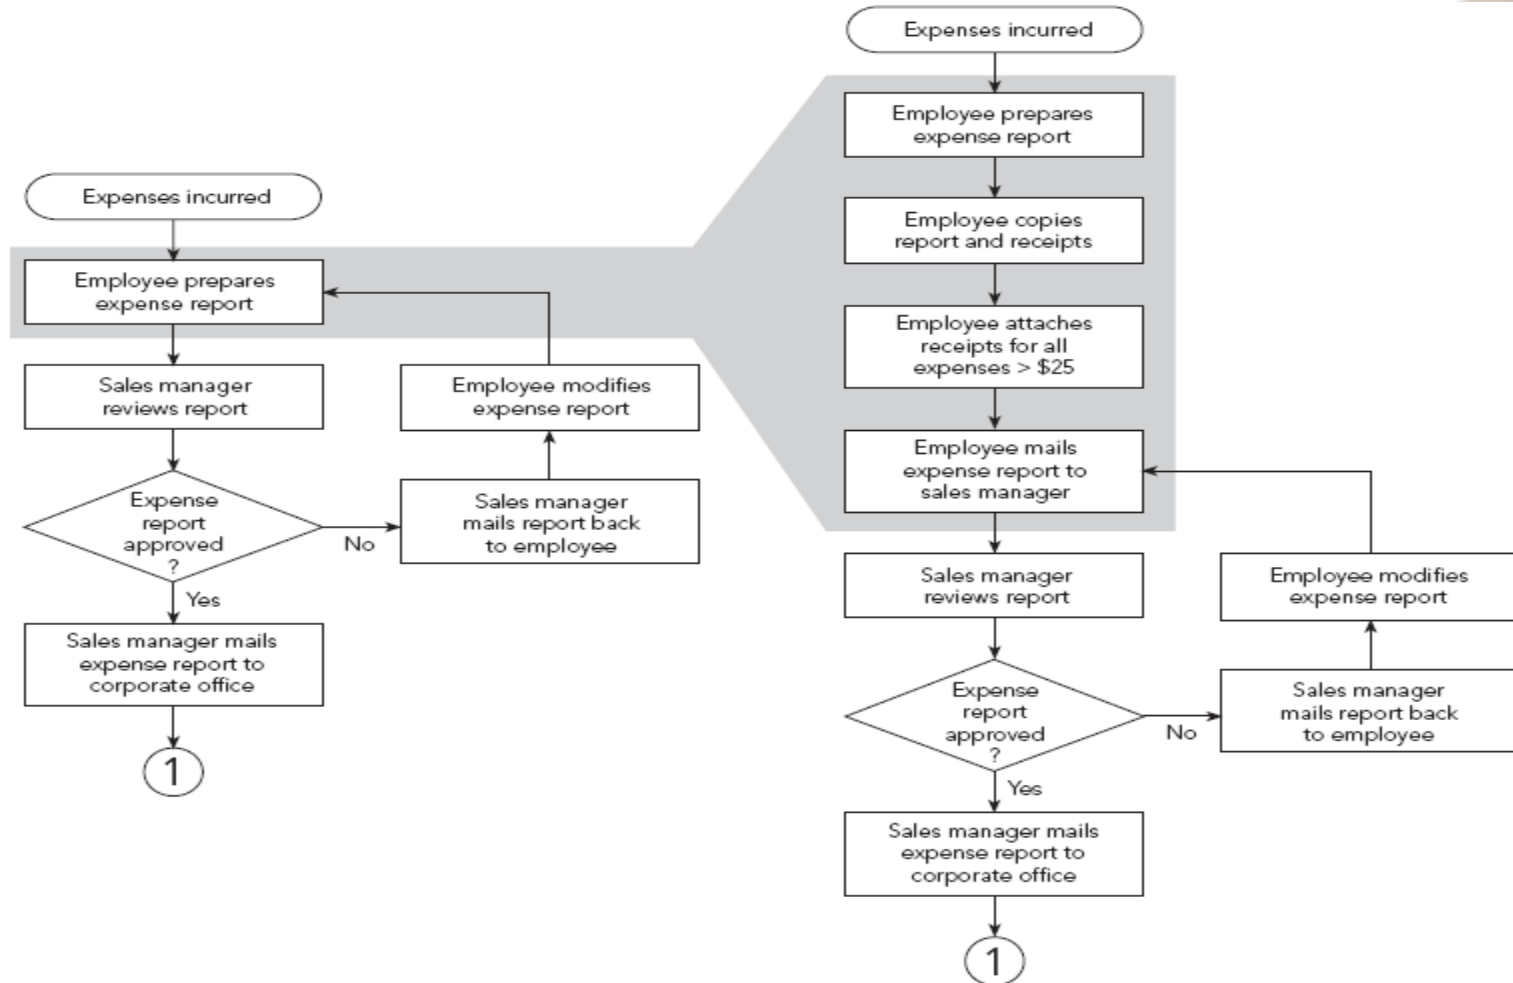 Expenses incurred
Employee prepares
expense report
Sales manager
reviews report
Employee modifies
expense report
Expense
report
approved
?
No
Sales manager
mails report back
to employee
Yes
Sales manager mails
expense report to
corporate office
1
Expenses incurred
Employee prepares
expense report
Employee copies
report and receipts
Employee attaches
receipts for all
expenses > $25
Employee mails
expense report to
sales manager
Sales manager
reviews report
Employee modifies
expense report
Expense
report
approved
?
No
Sales manager
mails report back
to employee
Yes
Sales manager mails
expense report to
corporate office
1